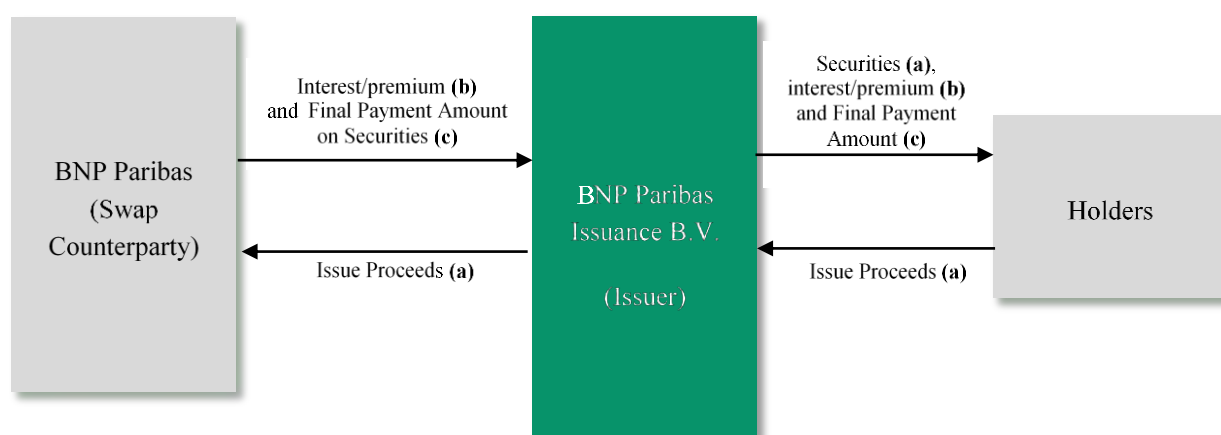 BNP Paribas
(Swap
Counterparty)
Interest/premium (b)
and Final Payment Amount
on Securities (c)
Issue Proceeds (a)
BNP Paribas
Issuance B.V.
(Issuer)
Securities (a),
interest/premium (b)
and Final Payment
Amount (c)
Issue Proceeds (a)
Holders